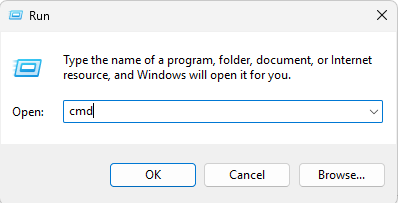 Run
Type the name of a program, folder, document, or Internet
resource, and Windows will open it for you.
Open: cmd
OK Cancel Browse...